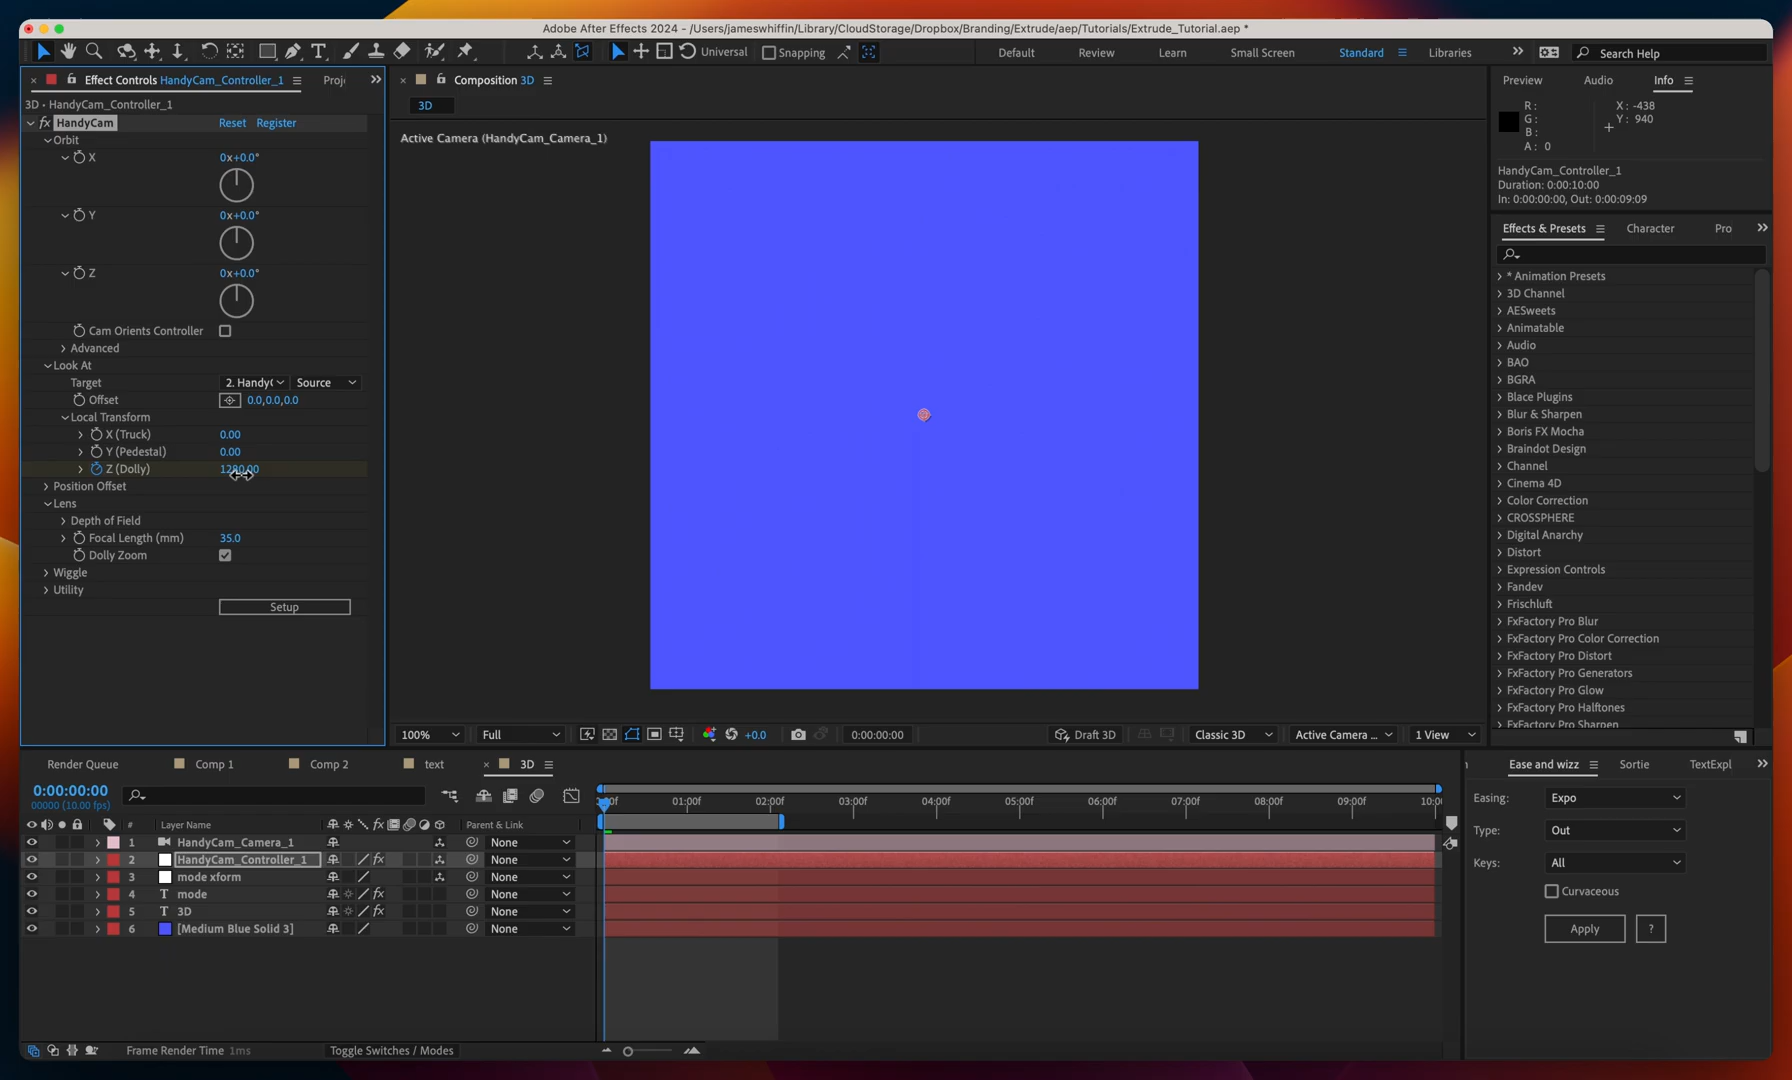 Adobe After Effects 2024 - /Users/jameswhiffin/Library/CloudStorage/Dropbox/Branding/Extrude/aep/Tutorials/Extrude_Tutorial.aep *
Universal
Snapping
Default
Review
Learn
Small Screen
Standard
Libraries
Search Help
Effect Controls HandyCam_Controller_1
3D • HandyCam_Controller_1
HandyCam Reset Register
Orbit
X 0x+0.0°
Y 0x+0.0°
Z 0x+0.0°
Cam Orients Controller
Advanced
Look At
Target 2. Handy Source
Offset 0.0,0.0,0.0
Local Transform
X (Truck) 0.00
Y (Pedestal) 0.00
Z (Dolly)
Position Offset
Lens
Depth of Field
Focal Length (mm) 35.0
Dolly Zoom
Wiggle
Utility
Setup
Composition 3D
3D
Active Camera (HandyCam_Camera_1)
100% Full +0.0 0:00:00:00 Draft 3D Classic 3D Active Camera ... 1 View
Preview Audio Info
R :
G :
B :
A : 0
X : -438
Y : 940
HandyCam_Controller_1
Duration: 0:00:10:00
In: 0:00:00:00, Out: 0:00:09:09
Effects & Presets Character Pro
* Animation Presets
3D Channel
AESweets
Animatable
Audio
BAO
BGRA
Blace Plugins
Blur & Sharpen
Boris FX Mocha
Braindot Design
Channel
Cinema 4D
Color Correction
CROSSPHERE
Digital Anarchy
Distort
Expression Controls
Fandev
Frischluft
FxFactory Pro Blur
FxFactory Pro Color Correction
FxFactory Pro Distort
FxFactory Pro Generators
FxFactory Pro Glow
FxFactory Pro Halftones
FxFactory Pro Sharpen
Render Queue Comp 1 Comp 2 text 3D
0:00:00:00
00000 (10.00 fps)
01:00f 02:00f 03:00f 04:00f 05:00f 06:00f 07:00f 08:00f 09:00f
# Layer Name fx Parent & Link
1 HandyCam_Camera_1 None
2 HandyCam_Controller_1 fx None
3 mode xform None
4 T mode fx None
5 T 3D fx None
6 [Medium Blue Solid 3] None
Frame Render Time 1ms Toggle Switches / Modes
Ease and wizz Sortie TextExpl
Easing: Expo
Type: Out
Keys: All
Curvaceous
Apply ?